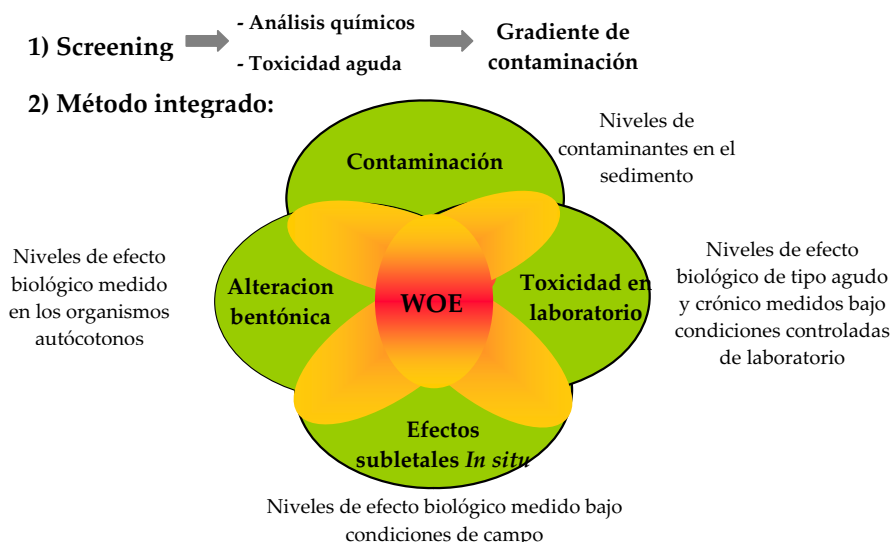 1) Screening
- Análisis químicos
- Toxicidad aguda
Gradiente de
contaminación
2) Método integrado:
Contaminación
Niveles de
contaminantes en el
sedimento
Niveles de efecto
biológico medido
en los organismos
autócotonos
Alteracion
bentónica
WOE
Toxicidad en
laboratorio
Niveles de efecto
biológico de tipo agudo
y crónico medidos bajo
condiciones controladas
de laboratorio
Efectos
subletales In situ
Niveles de efecto biológico medido bajo
condiciones de campo